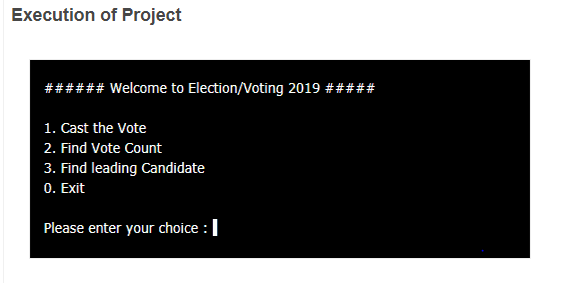 Execution of Project
###### Welcome to Election/Voting 2019 #####
1. Cast the Vote
2. Find Vote Count
3. Find leading Candidate
0. Exit
Please enter your choice :